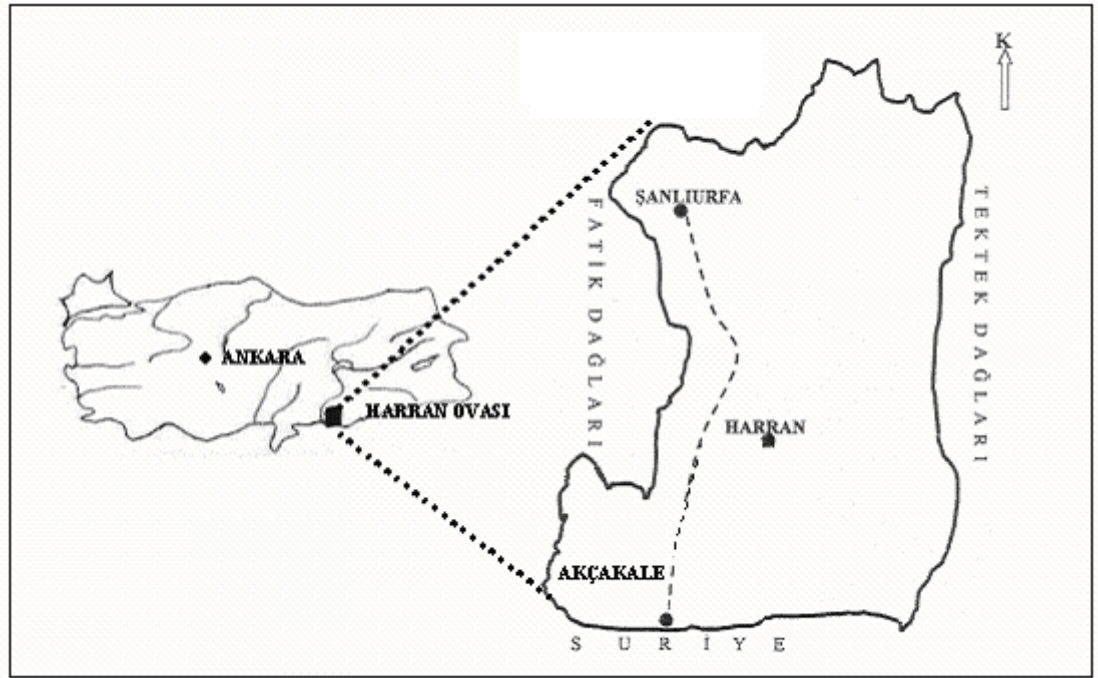 K
ŞANLIURFA
FATİK DAĞLARI
TEKTEK DAĞLARI
ANKARA
HARRAN OVASI
HARRAN
AKÇAKALE
SURİYE